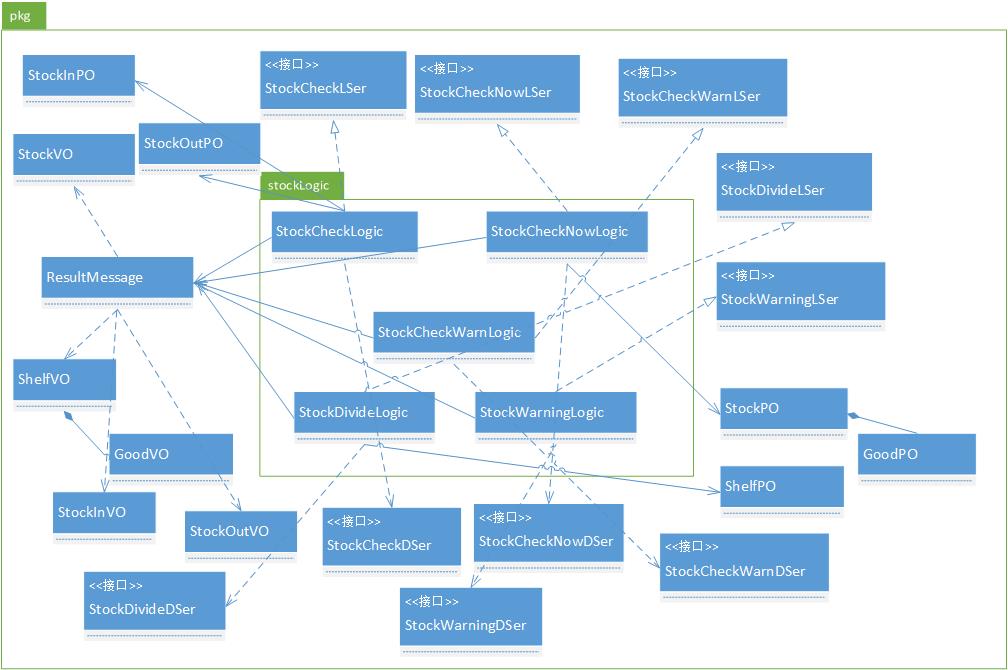 pkg
StockInPO
<<接口>>
StockCheckLSer
<<接口>>
StockCheckNowLSer
<<接口>>
StockCheckWarnLSer
StockVO
StockOutPO
<<接口>>
StockDivideLSer
stockLogic
StockCheckLogic
StockCheckNowLogic
ResultMessage
<<接口>>
StockWarningLSer
StockCheckWarnLogic
ShelfVO
StockDivideLogic
StockWarningLogic
StockPO
GoodVO
GoodPO
ShelfPO
StockInVO
StockOutVO
<<接口>>
StockCheckDSer
<<接口>>
StockCheckNowDSer
<<接口>>
StockCheckWarnDSer
<<接口>>
StockDivideDSer
<<接口>>
StockWarningDSer